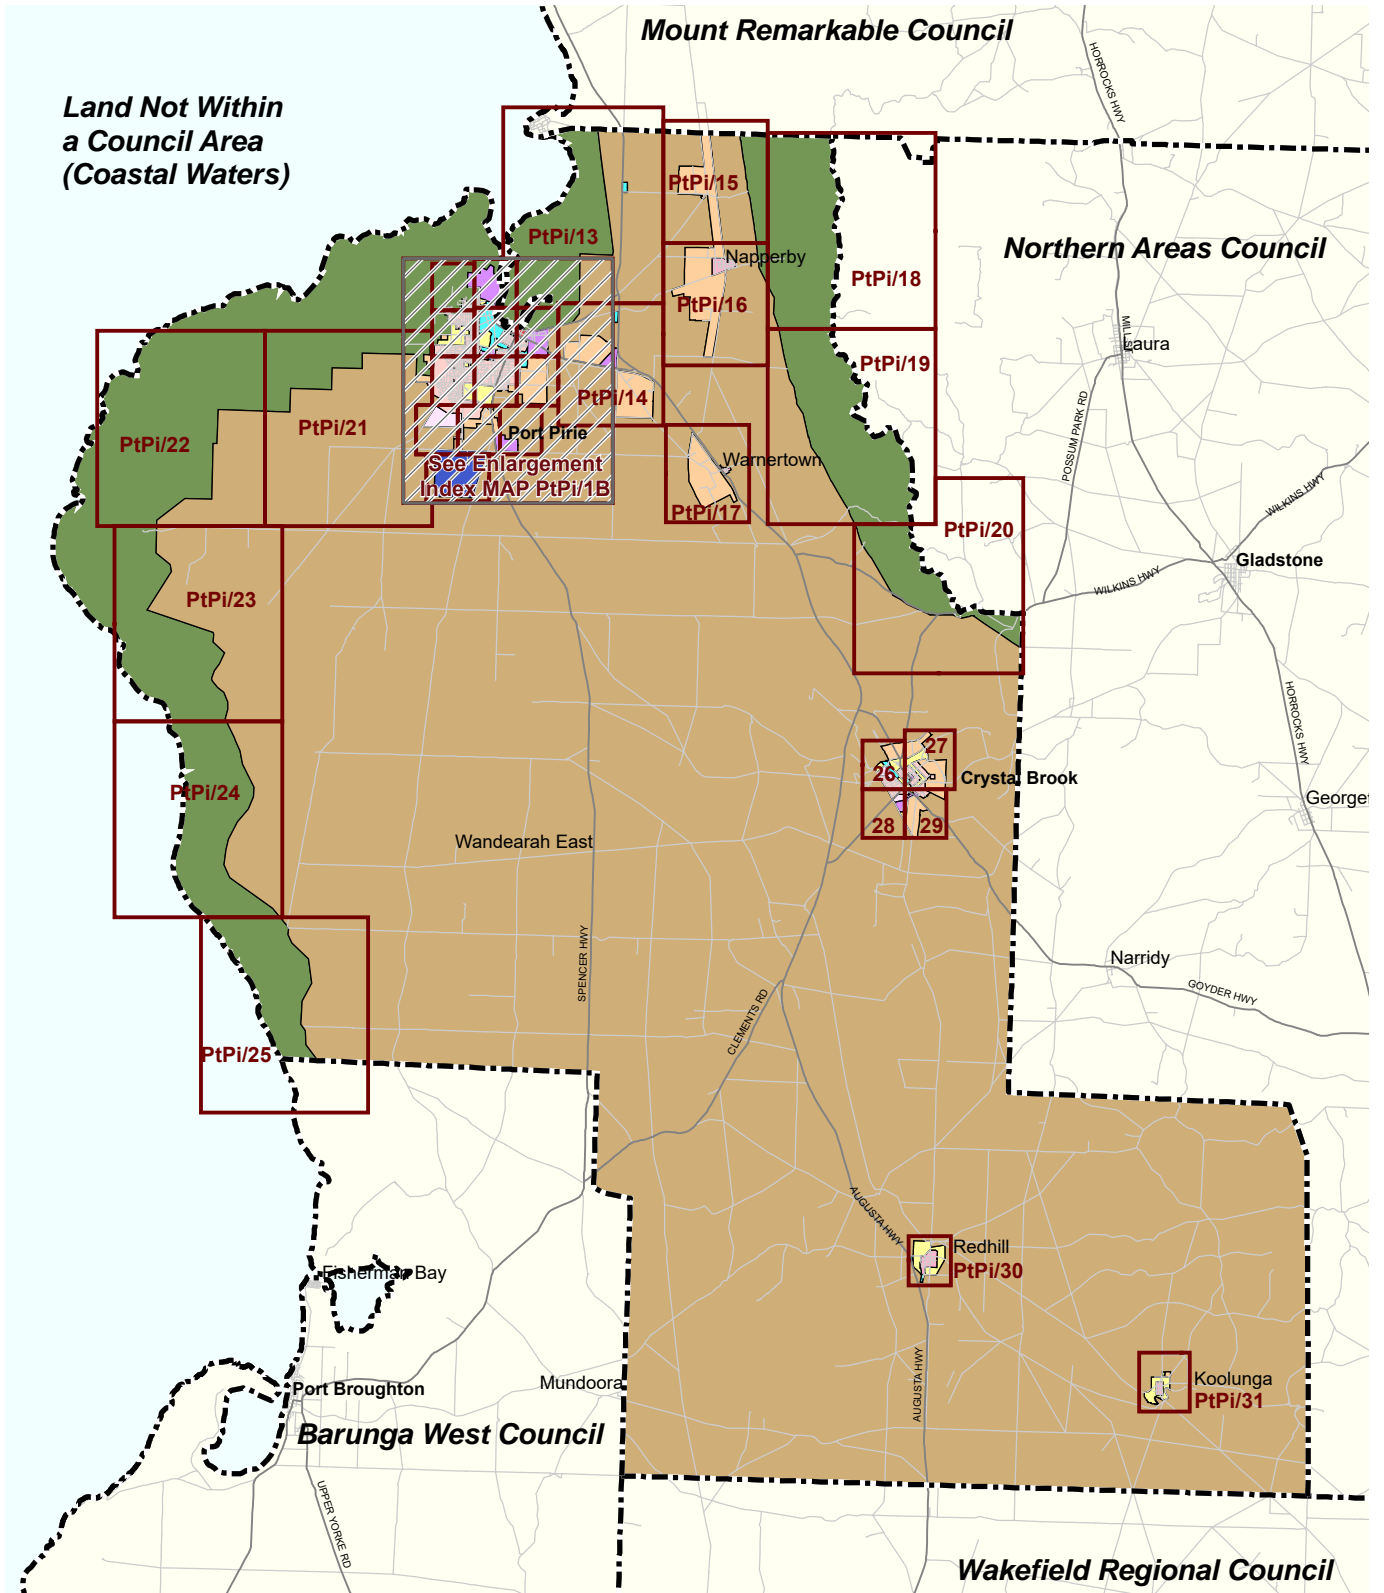 Mount Remarkable Council
HORROCKS HWY
Land Not Within
a Council Area
(Coastal Waters)
PtPi/15
PtPi/13
Northern Areas Council
Napperby
PtPi/18
PtPi/16
MILL ST
Laura
PtPi/19
PtPi/14
POSSUM PARK RD
PtPi/21
PtPi/22
Port Pirie
Warnertown
See Enlargement
Index MAP PtPi/1B
PtPi/17
WILKINS HWY
PtPi/20
Gladstone
WILKINS HWY
PtPi/23
HORROCKS HWY
27
26
Crystal Brook
PtPi/24
George
28
29
Wandearah East
SPENCER HWY
Narridy
GOYDER HWY
CLEMENTS RD
PtPi/25
AUGUSTA HWY
Redhill
PtPi/30
Fisherman Bay
AUGUSTA HWY
Koolunga
PtPi/31
Mundoora
Port Broughton
Barunga West Council
UPPER YORKE RD
Wakefield Regional Council